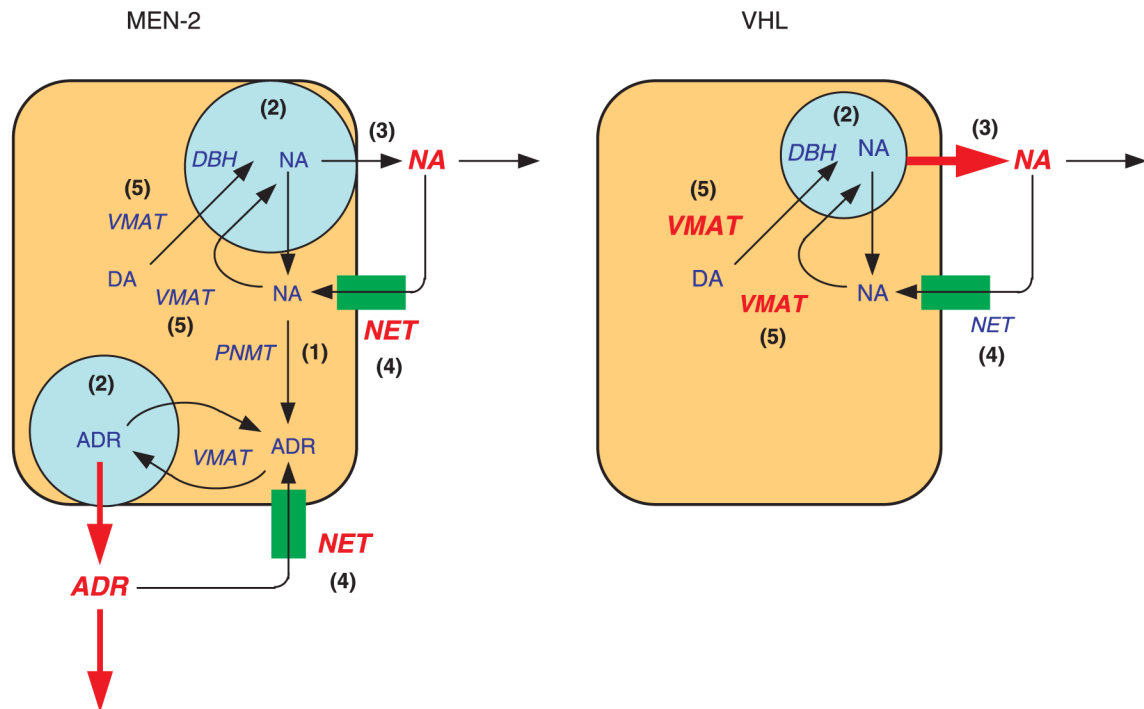 MEN-2
(2)
(3)
DBH NA
NA
(5)
VMAT
DA
VMAT
NA
(5)
NET
PNMT
(1)
(4)
(2)
ADR
VMAT
ADR
NET
ADR
(4)
VHL
(2)
(3)
DBH NA
NA
(5)
VMAT
DA
VMAT
NA
(5)
NET
(4)